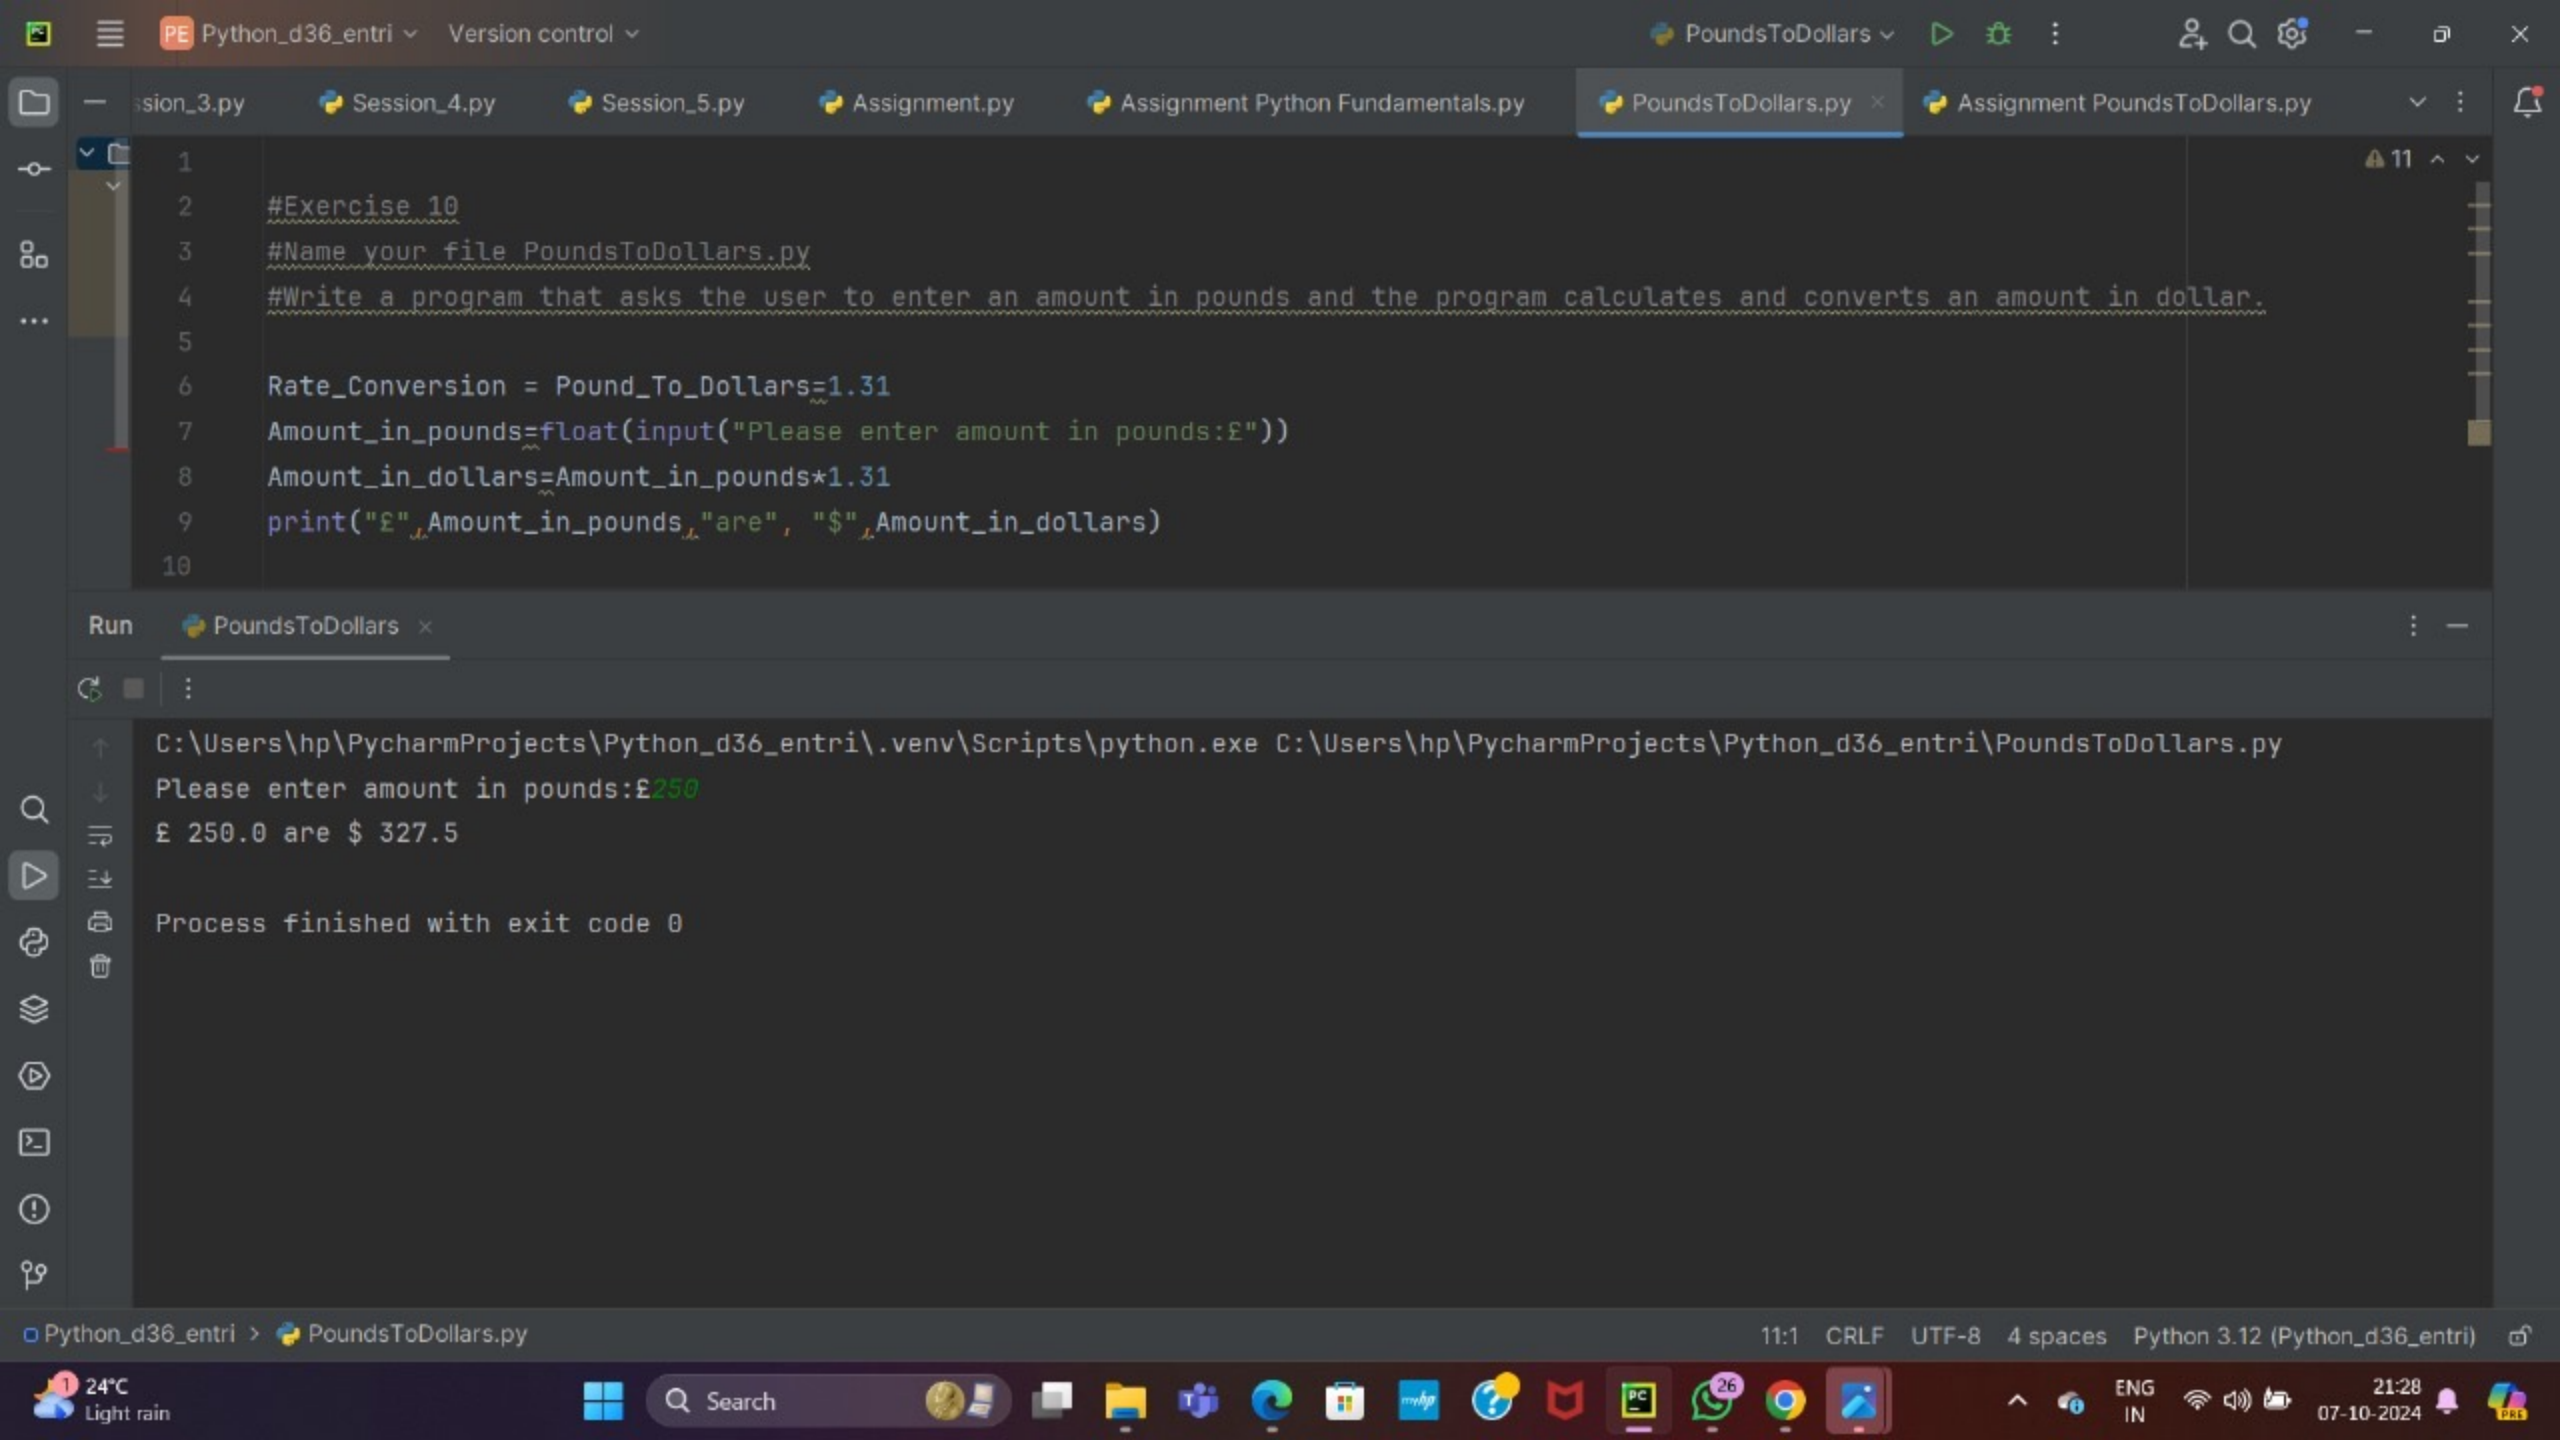 PC
PE Python_d36_entri Version control PoundsToDollars
sion_3.py Session_4.py Session_5.py Assignment.py Assignment Python Fundamentals.py PoundsToDollars.py Assignment PoundsToDollars.py
11
1
2 #Exercise 10
3 #Name your file PoundsToDollars.py
4 #Write a program that asks the user to enter an amount in pounds and the program calculates and converts an amount in dollar.
5
6 Rate_Conversion = Pound_To_Dollars=1.31
7 Amount_in_pounds=float(input("Please enter amount in pounds:£"))
8 Amount_in_dollars=Amount_in_pounds*1.31
9 print("£",Amount_in_pounds,"are", "$",Amount_in_dollars)
10
Run PoundsToDollars
C:\Users\hp\PycharmProjects\Python_d36_entri\.venv\Scripts\python.exe C:\Users\hp\PycharmProjects\Python_d36_entri\PoundsToDollars.py
Please enter amount in pounds:£250
£ 250.0 are $ 327.5
Process finished with exit code 0
Python_d36_entri > PoundsToDollars.py 11:1 CRLF UTF-8 4 spaces Python 3.12 (Python_d36_entri)
1 24°C
Light rain
Search
myhp
PC
26
ENG
IN
21:28
07-10-2024
PRE